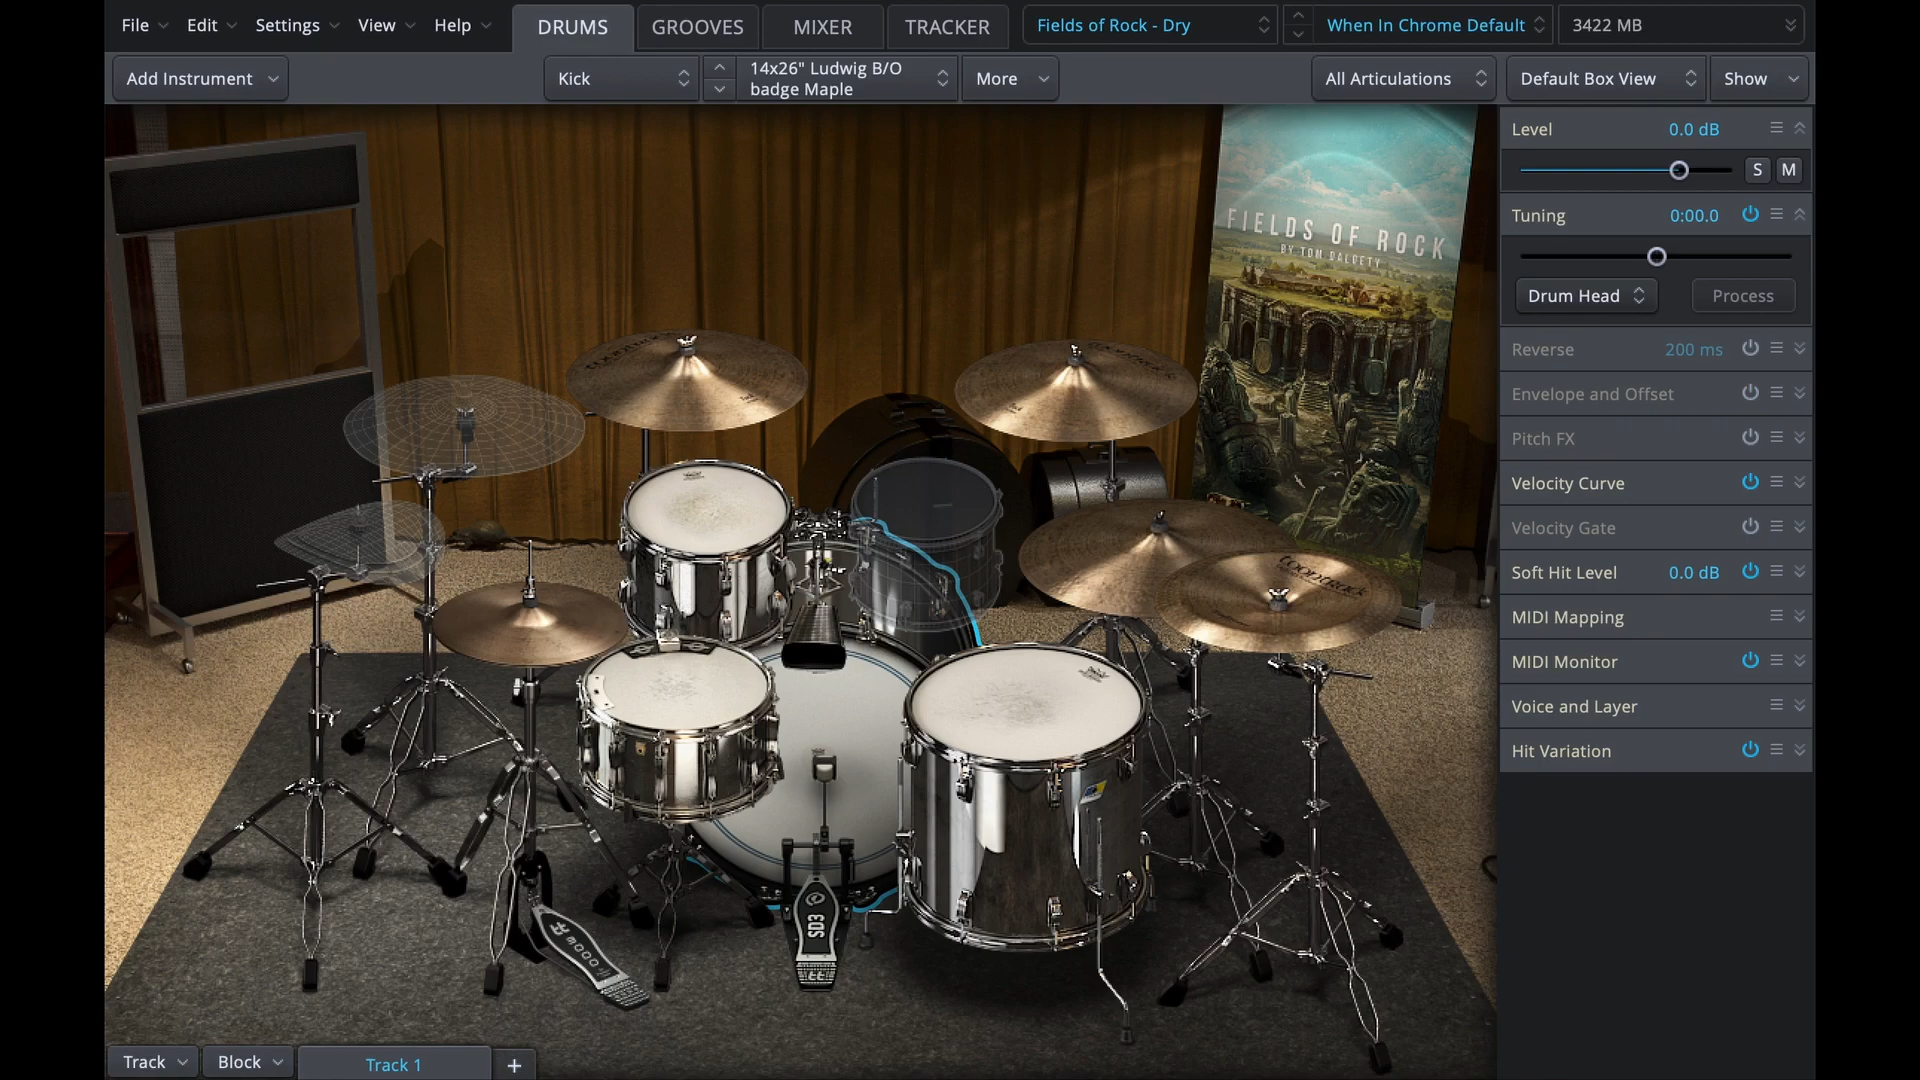 File Edit Settings View Help DRUMS GROOVES MIXER TRACKER Fields of Rock - Dry When In Chrome Default 3422 MB
Add Instrument Kick 14x26" Ludwig B/O
badge Maple More All Articulations Default Box View Show
Level 0.0 dB
S M
Tuning 0:00.0
Drum Head Process
Reverse 200 ms
Envelope and Offset
Pitch FX
Velocity Curve
Velocity Gate
Soft Hit Level 0.0 dB
MIDI Mapping
MIDI Monitor
Voice and Layer
Hit Variation
FIELDS OF ROCK
BY TOM DALGETY
toontrack
Track Block Track 1 +